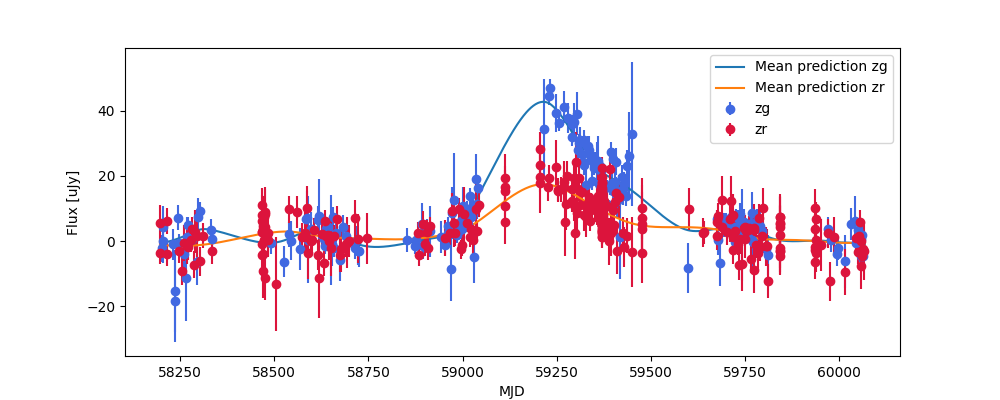 Mean prediction zg
Mean prediction zr
zg
zr
Flux [uJy]
40
20
0
−20
58250 58500 58750 59000 59250 59500 59750 60000
MJD